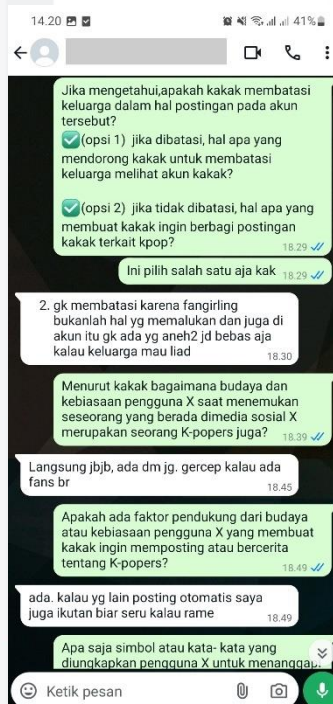 14.20
41%
Jika mengetahui,apakah kakak membatasi
keluarga dalam hal postingan pada akun
tersebut?
✅(opsi 1) jika dibatasi, hal apa yang
mendorong kakak untuk membatasi
keluarga melihat akun kakak?
✅(opsi 2) jika tidak dibatasi, hal apa yang
membuat kakak ingin berbagi postingan
kakak terkait kpop?
18.29
Ini pilih salah satu aja kak 18.29
2. gk membatasi karena fangirling
bukanlah hal yg memalukan dan juga di
akun itu gk ada yg aneh2 jd bebas aja
kalau keluarga mau liad
18.30
Menurut kakak bagaimana budaya dan
kebiasaan pengguna X saat menemukan
seseorang yang berada dimedia sosial X
merupakan seorang K-popers juga? 18.39
Langsung jbjb, ada dm jg. gercep kalau ada
fans br
18.45
Apakah ada faktor pendukung dari budaya
atau kebiasaan pengguna X yang membuat
kakak ingin memposting atau bercerita
tentang K-popers? 18.49
ada. kalau yg lain posting otomatis saya
juga ikutan biar seru kalau rame 18.49
Apa saja simbol atau kata- kata yang
diungkapkan pengguna X untuk menanggap
Ketik pesan